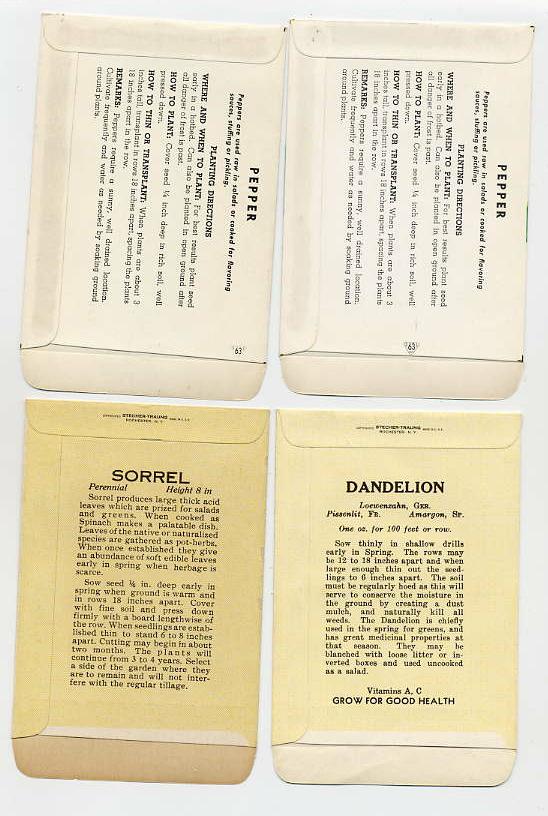 PEPPER
Peppers are used raw in salads or cooked for flavoring
sauces, stuffing or pickling.
PLANTING DIRECTIONS
WHERE AND WHEN TO PLANT: For best results plant seed
early in a hotbed. Can also be planted in open ground after
all danger of frost is past.
HOW TO PLANT: Cover seed ¼ inch deep in rich soil, well
pressed down.
HOW TO THIN OR TRANSPLANT: When plants are about 3
inches tall, transplant in rows 18 inches apart, spacing the plants
18 inches apart in the row.
REMARKS: Peppers require a sunny, well drained location.
Cultivate frequently and water as needed by soaking ground
around plants.
63
PEPPER
Peppers are used raw in salads or cooked for flavoring
sauces, stuffing or pickling.
PLANTING DIRECTIONS
WHERE AND WHEN TO PLANT: For best results plant seed
early in a hotbed. Can also be planted in open ground after
all danger of frost is past.
HOW TO PLANT: Cover seed ¼ inch deep in rich soil, well
pressed down.
HOW TO THIN OR TRANSPLANT: When plants are about 3
inches tall, transplant in rows 18 inches apart, spacing the plants
18 inches apart in the row.
REMARKS: Peppers require a sunny, well drained location.
Cultivate frequently and water as needed by soaking ground
around plants.
63
STECHER-TRAUNG
ROCHESTER, N. Y.
SORREL
Perennial Height 8 in
Sorrel produces large thick acid
leaves which are prized for salads
and greens. When cooked as
Spinach makes a palatable dish.
Leaves of the native or naturalized
species are gathered as pot-herbs.
When once established they give
an abundance of soft edible leaves
early in spring when herbage is
scarce.
Sow seed ¾ in. deep early in
spring when ground is warm and
in rows 18 inches apart. Cover
with fine soil and press down
firmly with a board lengthwise of
the row. When seedlings are estab-
lished thin to stand 6 to 8 inches
apart. Cutting may begin in about
two months. The plants will
continue from 3 to 4 years. Select
a side of the garden where they
are to remain and will not inter-
fere with the regular tillage.
STECHER-TRAUNG
ROCHESTER, N. Y.
DANDELION
Loewenzahn, GER.
Pissenlit, FR. Amargon, SP.
One oz. for 100 feet or row.
Sow thinly in shallow drills
early in Spring. The rows may
be 12 to 18 inches apart and when
large enough thin out the seed-
lings to 6 inches apart. The soil
must be regularly hoed as this will
serve to conserve the moisture in
the ground by creating a dust
mulch, and naturally kill all
weeds. The Dandelion is chiefly
used in the spring for greens, and
has great medicinal properties at
that season. They may be
blanched with loose litter or in-
verted boxes and used uncooked
as a salad.
Vitamins A, C
GROW FOR GOOD HEALTH